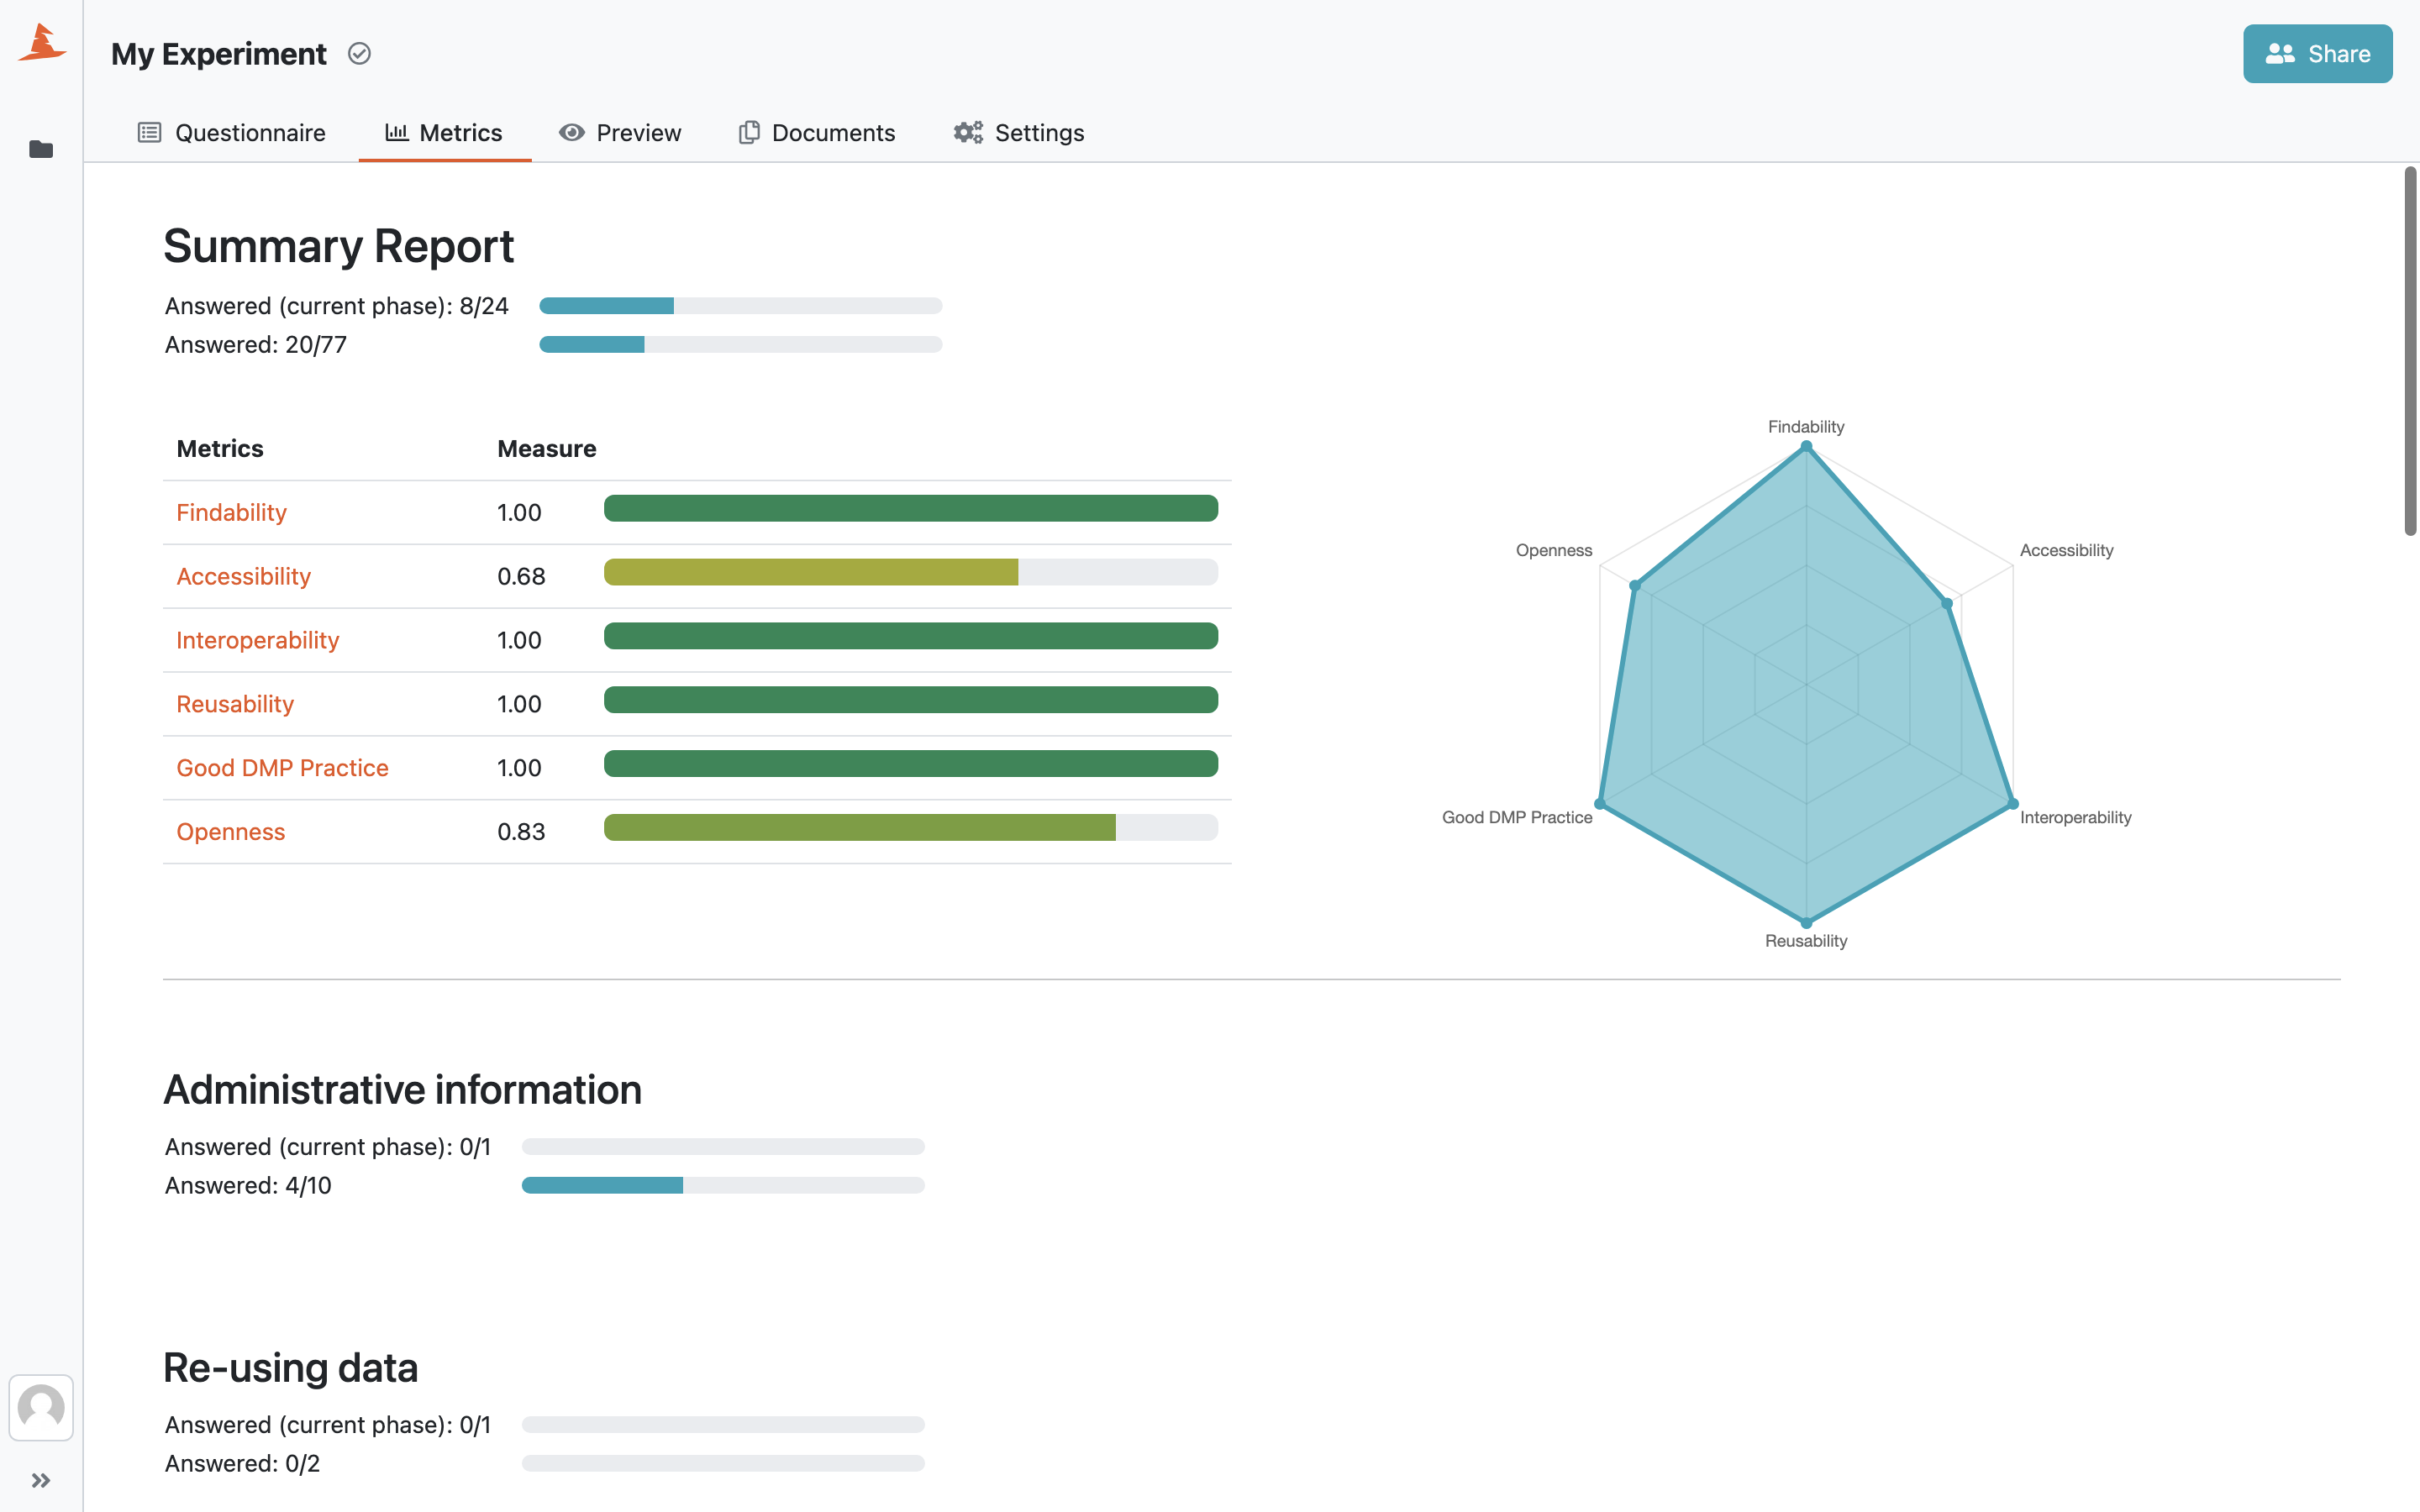 My Experiment
Share
Questionnaire
Metrics
Preview
Documents
Settings
Summary Report
Answered (current phase): 8/24
Answered: 20/77
Metrics Measure
Findability 1.00
Accessibility 0.68
Interoperability 1.00
Reusability 1.00
Good DMP Practice 1.00
Openness 0.83
Findability
Openness
Accessibility
Good DMP Practice
Interoperability
Reusability
Administrative information
Answered (current phase): 0/1
Answered: 4/10
Re-using data
Answered (current phase): 0/1
Answered: 0/2